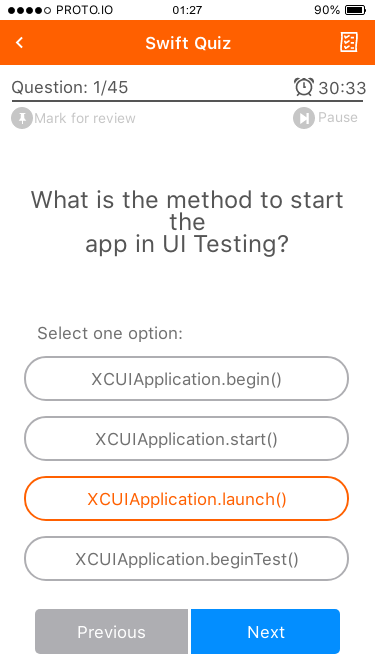 PROTO.IO 01:27 90%
Swift Quiz
Question: 1/45 30:33
Mark for review Pause
What is the method to start
the
app in UI Testing?
Select one option:
XCUIApplication.begin()
XCUIApplication.start()
XCUIApplication.launch()
XCUIApplication.beginTest()
Previous Next